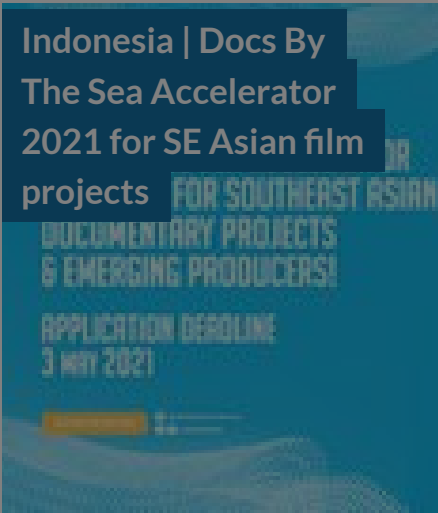 Indonesia | Docs By
The Sea Accelerator
2021 for SE Asian film
projects
FOR SOUTHEAST ASIAN
DOCUMENTARY PROJECTS
& EMERGING PRODUCERS!
APPLICATION DEADLINE
3 MAY 2021